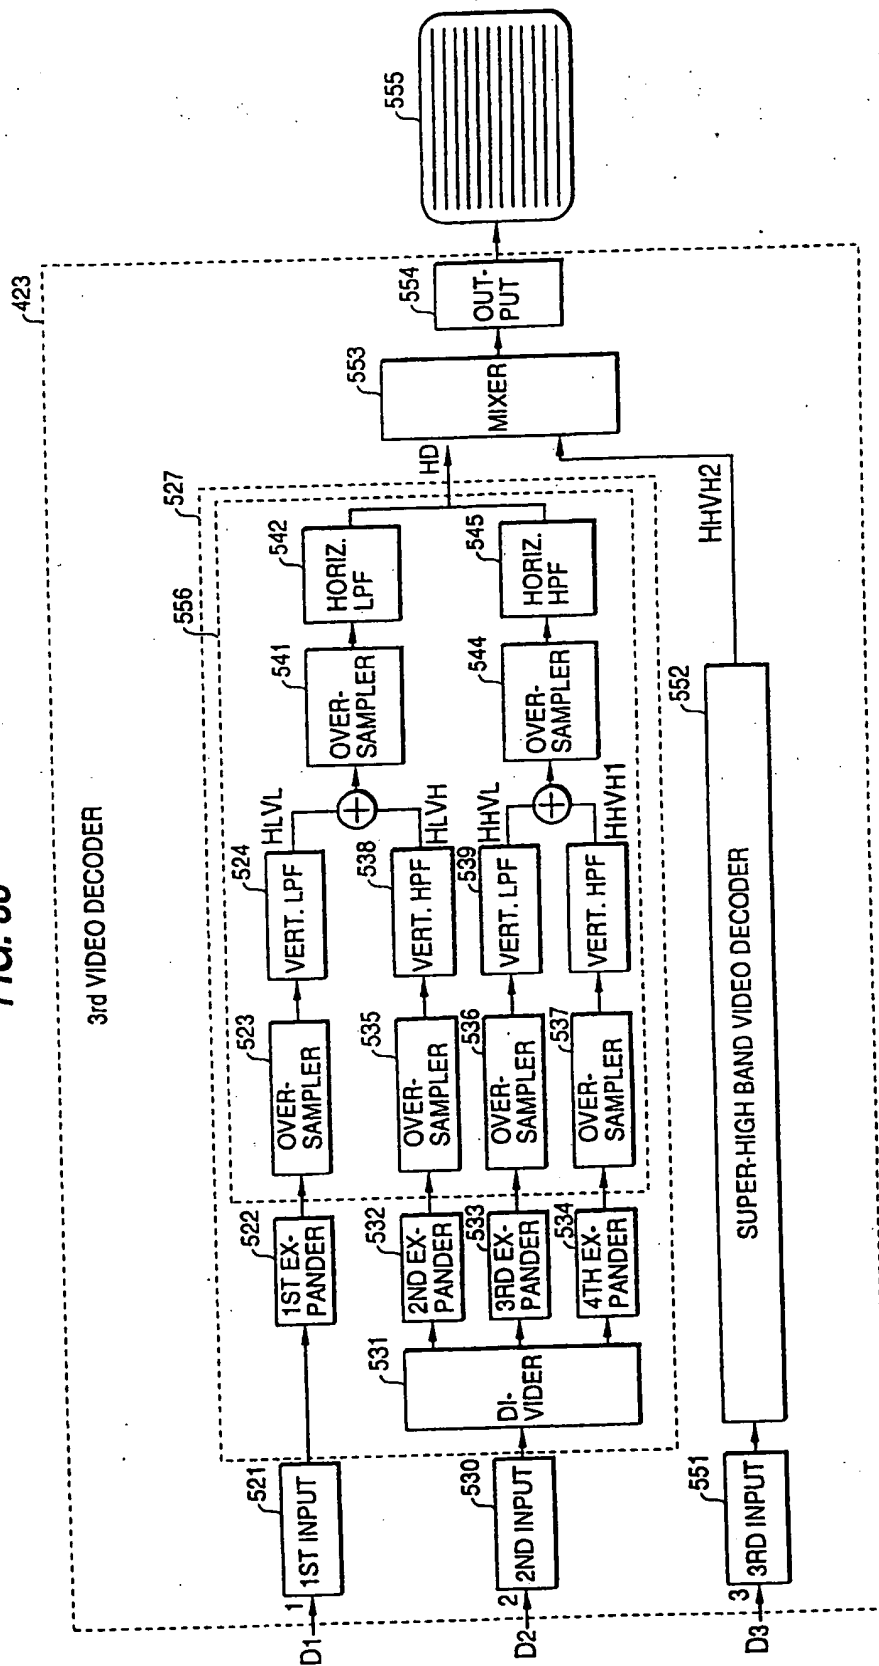 3rd VIDEO DECODER
423
527
556
D1
1
521
1ST INPUT
522
1ST EX-
PANDER
523
OVER-
SAMPLER
524
VERT. LPF
HLVL
541
OVER-
SAMPLER
542
HORIZ.
LPF
D2
2
530
2ND INPUT
531
DI-
VIDER
532
2ND EX-
PANDER
535
OVER-
SAMPLER
538
VERT. HPF
HLVH
533
3RD EX-
PANDER
536
OVER-
SAMPLER
539
VERT. LPF
HHVL
534
4TH EX-
PANDER
537
OVER-
SAMPLER
VERT. HPF
HHVH1
544
OVER-
SAMPLER
545
HORIZ.
HPF
HD
553
MIXER
554
OUT-
PUT
555
D3
3
551
3RD INPUT
552
SUPER-HIGH BAND VIDEO DECODER
HHVH2